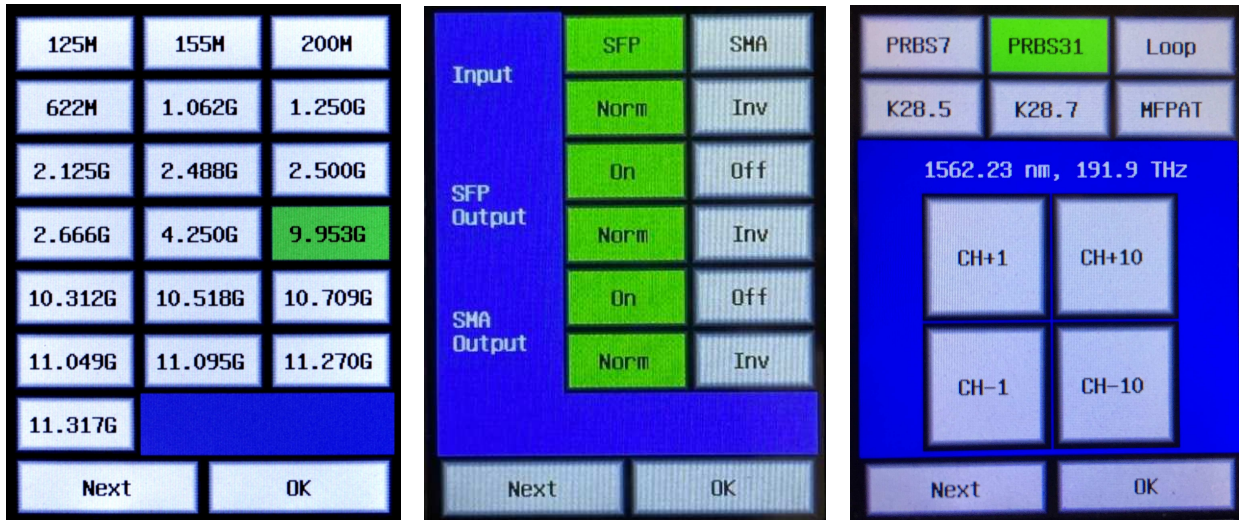 125M 155M 200M
622M 1.062G 1.250G
2.125G 2.488G 2.500G
2.666G 4.250G 9.953G
10.312G 10.518G 10.709G
11.049G 11.095G 11.270G
11.317G
Next OK
Input
SFP SMA
Norm Inv
SFP
Output
On Off
Norm Inv
SMA
Output
On Off
Norm Inv
Next OK
PRBS7 PRBS31 Loop
K28.5 K28.7 MFPAT
1562.23 nm, 191.9 THz
CH+1 CH+10
CH-1 CH-10
Next OK